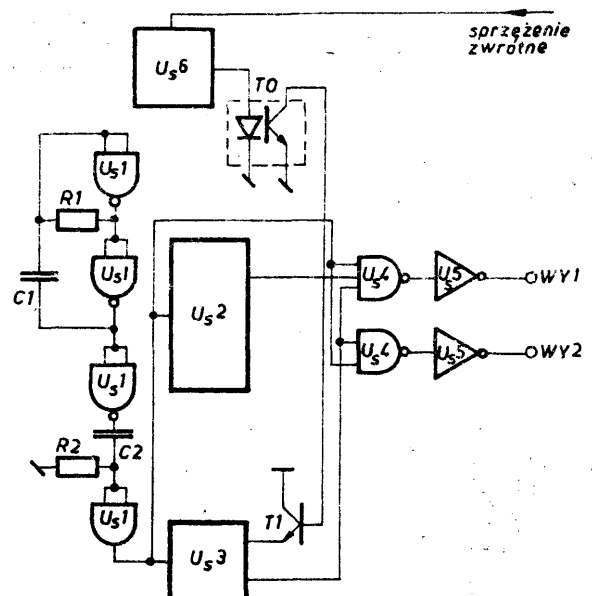 sprzężenie
zwrotne
Us6
TO
Us1
R1
Us1
C1
Us2
Us4
Us5
WY1
Us4
Us5
WY2
Us1
C2
R2
Us1
T1
Us3